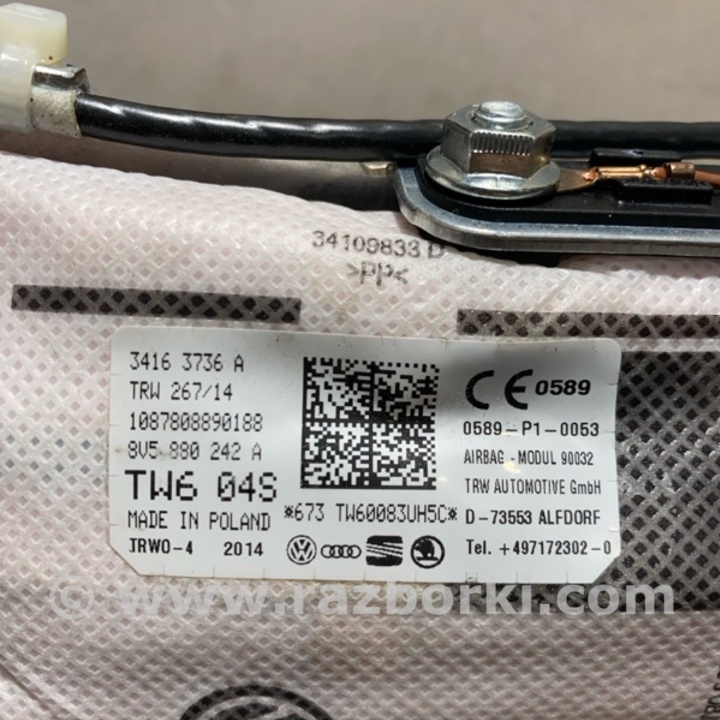 34109833 D
>PP<
3416 3736 A
TRW 267/14
1087808890188
8V5 880 242 A
TW6 04S
MADE IN POLAND
TRWO-4 2014
*673 TW60083UH5C*
CE 0589
0589-P1-0053
AIRBAG - MODUL 90032
TRW AUTOMOTIVE GmbH
D-73553 ALFDORF
Tel. +497172302-0
© www.razborki.com